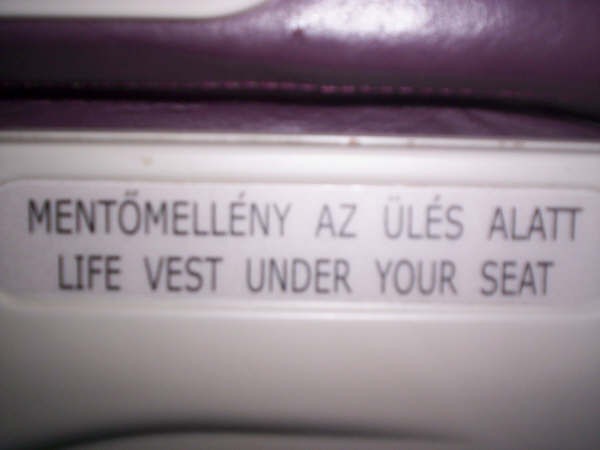 MENTŐMELLÉNY AZ ÜLÉS ALATT
LIFE VEST UNDER YOUR SEAT